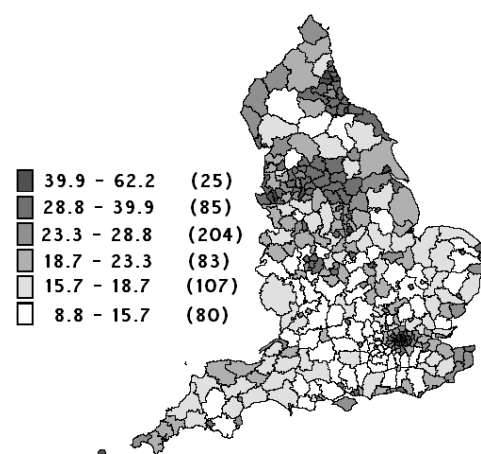 39.9 - 62.2 (25)
28.8 - 39.9 (85)
23.3 - 28.8 (204)
18.7 - 23.3 (83)
15.7 - 18.7 (107)
8.8 - 15.7 (80)